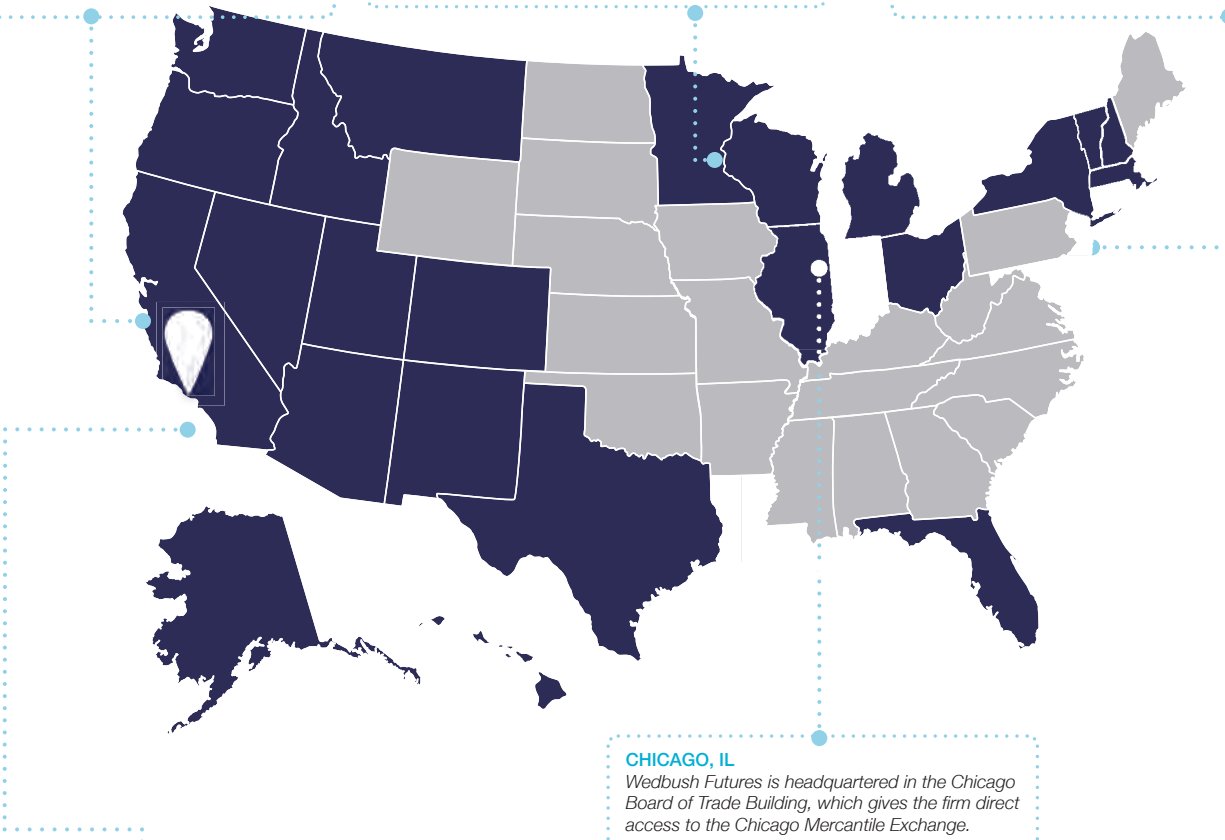 CHICAGO, IL
Wedbush Futures is headquartered in the Chicago
Board of Trade Building, which gives the firm direct
access to the Chicago Mercantile Exchange.